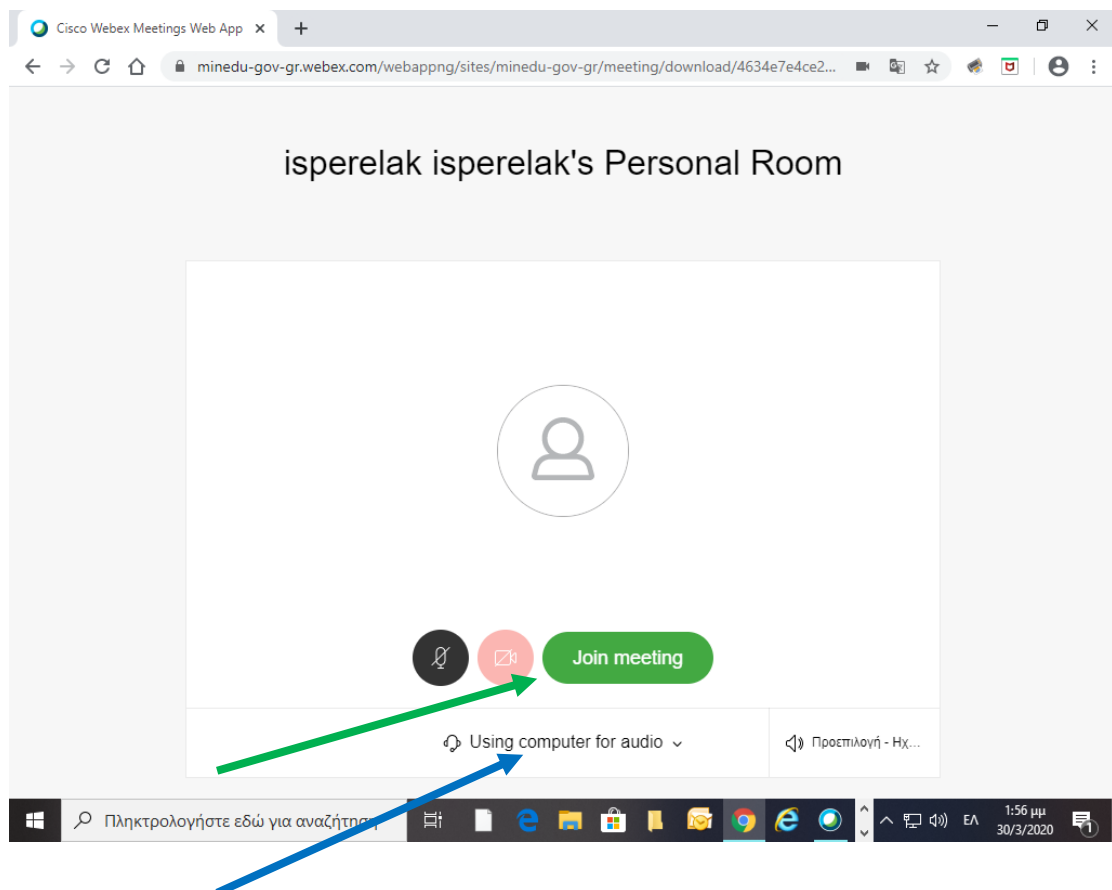 Cisco Webex Meetings Web App
minedu-gov-gr.webex.com/webappng/sites/minedu-gov-gr/meeting/download/4634e7e4ce2...
isperelak isperelak's Personal Room
Join meeting
Using computer for audio
Προεπιλογή - Ηχ...
Πληκτρολογήστε εδώ για αναζήτηση
ΕΛ
1:56 μμ
30/3/2020
1